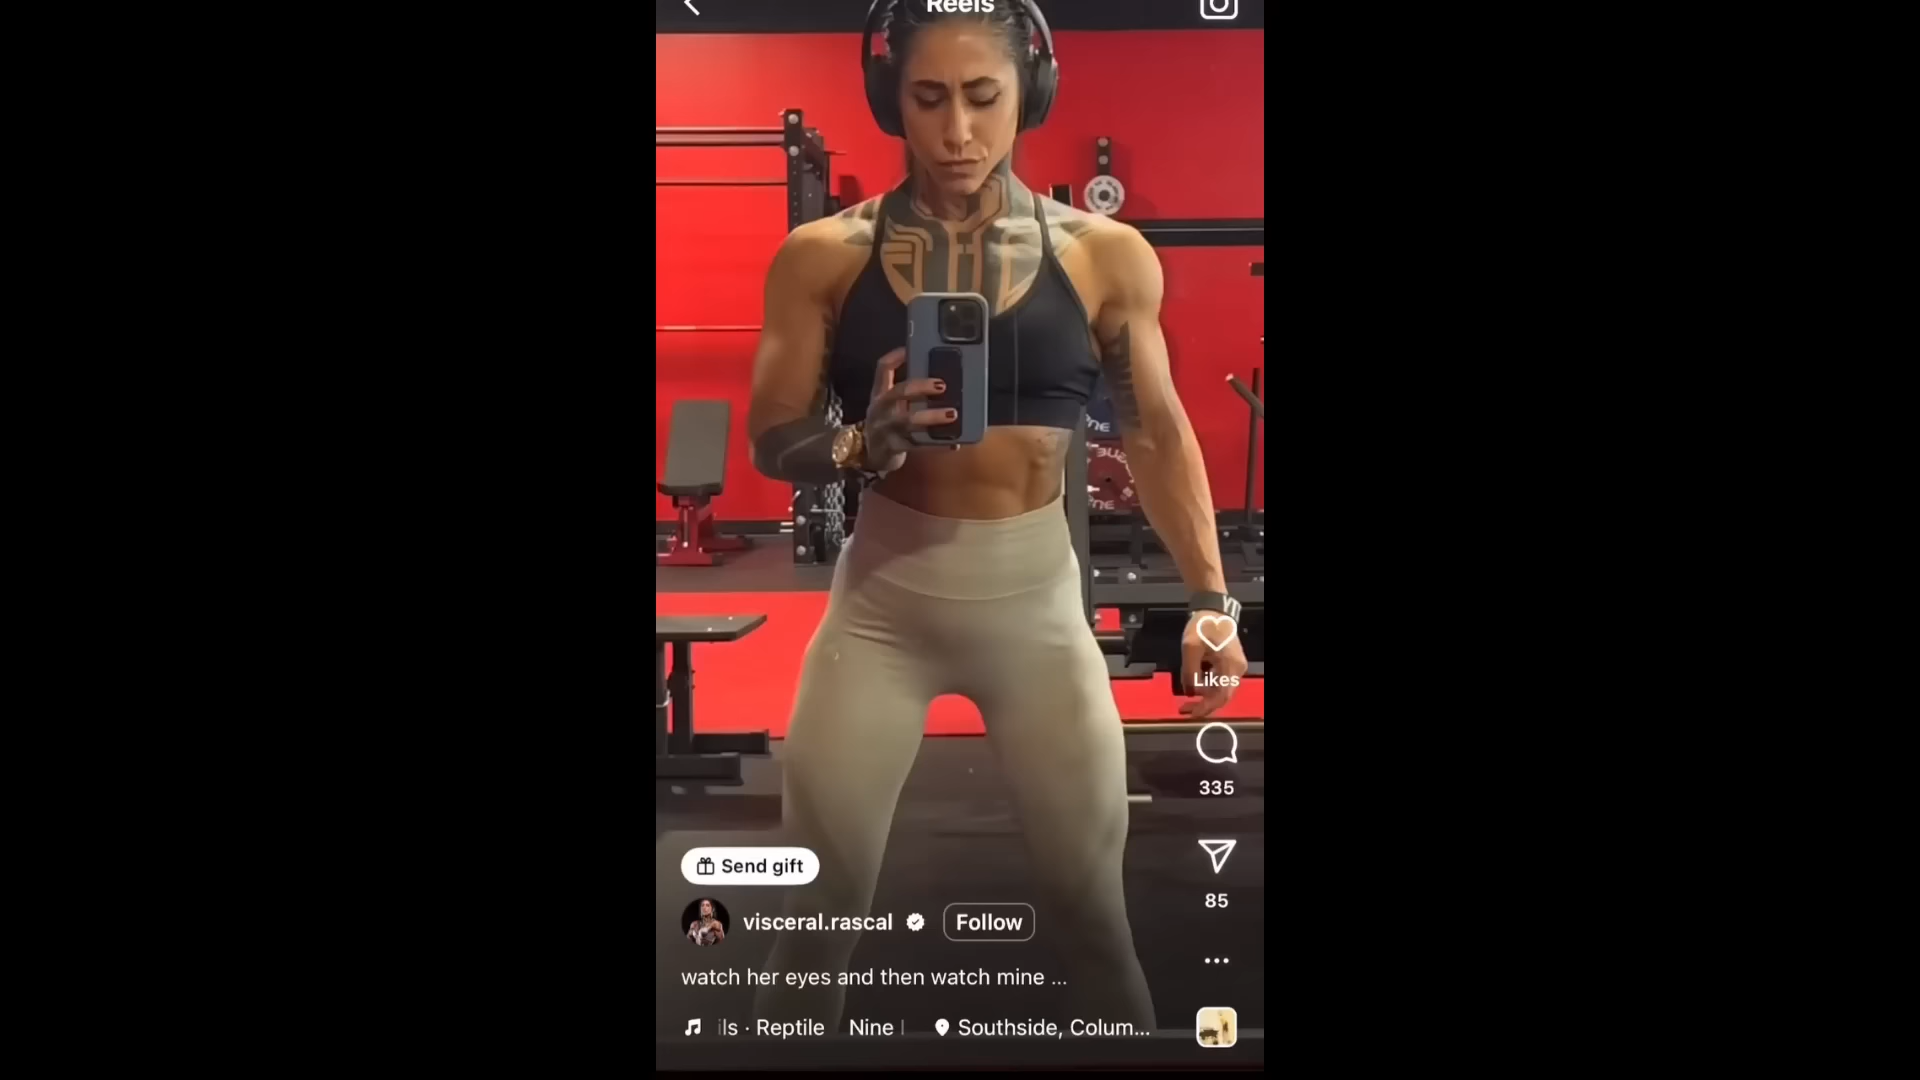 Reels
Likes
335
Send gift
85
visceral.rascal
Follow
watch her eyes and then watch mine ...
ils · Reptile Nine
Southside, Colum...